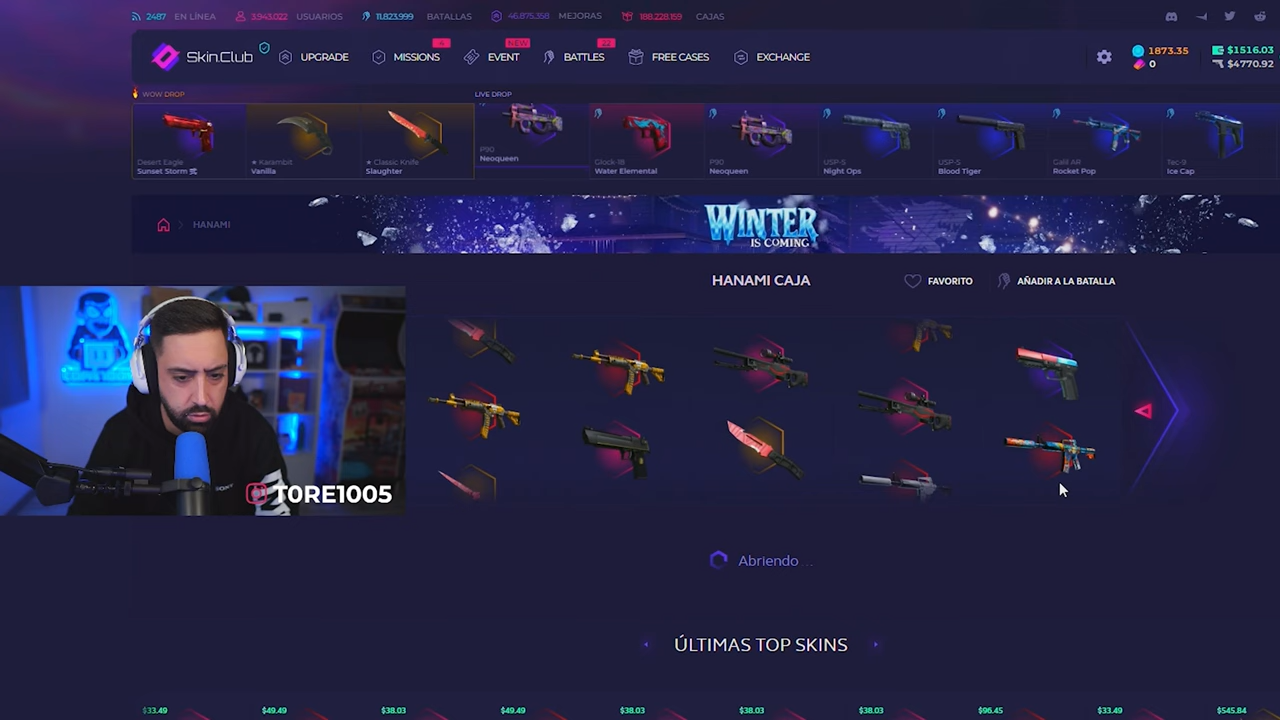 2487 EN LÍNEA 3.943.022 USUARIOS 11.823.999 BATALLAS 46.875.358 MEJORAS 188.228.159 CAJAS
Skin.Club UPGRADE MISSIONS 4 EVENT NEW BATTLES 22 FREE CASES EXCHANGE
1873.35 $1516.03
0 $4770.92
WOW DROP LIVE DROP
Desert Eagle
Sunset Storm 弐
★ Karambit
Vanilla
★ Classic Knife
Slaughter
P90
Neoqueen
Glock-18
Water Elemental
P90
Neoqueen
USP-S
Night Ops
USP-S
Blood Tiger
Galil AR
Rocket Pop
Tec-9
Ice Cap
HANAMI
WINTER
IS COMING
HANAMI CAJA FAVORITO AÑADIR A LA BATALLA
T0RE1005
Abriendo ...
ÚLTIMAS TOP SKINS
$33.49 $49.49 $38.03 $49.49 $38.03 $38.03 $38.03 $96.45 $33.49 $545.84